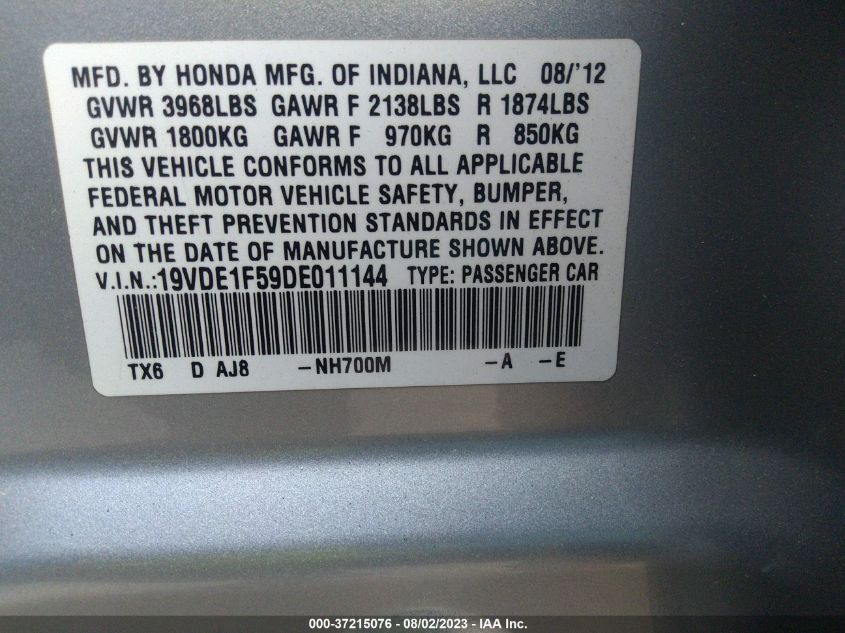 MFD. BY HONDA MFG. OF INDIANA, LLC 08/'12
GVWR 3968LBS GAWR F 2138LBS R 1874LBS
GVWR 1800KG GAWR F 970KG R 850KG
THIS VEHICLE CONFORMS TO ALL APPLICABLE
FEDERAL MOTOR VEHICLE SAFETY, BUMPER,
AND THEFT PREVENTION STANDARDS IN EFFECT
ON THE DATE OF MANUFACTURE SHOWN ABOVE.
V.I.N.:19VDE1F59DE011144 TYPE: PASSENGER CAR
TX6 D AJ8 -NH700M -A -E
000-37215076 - 08/02/2023 - IAA Inc.